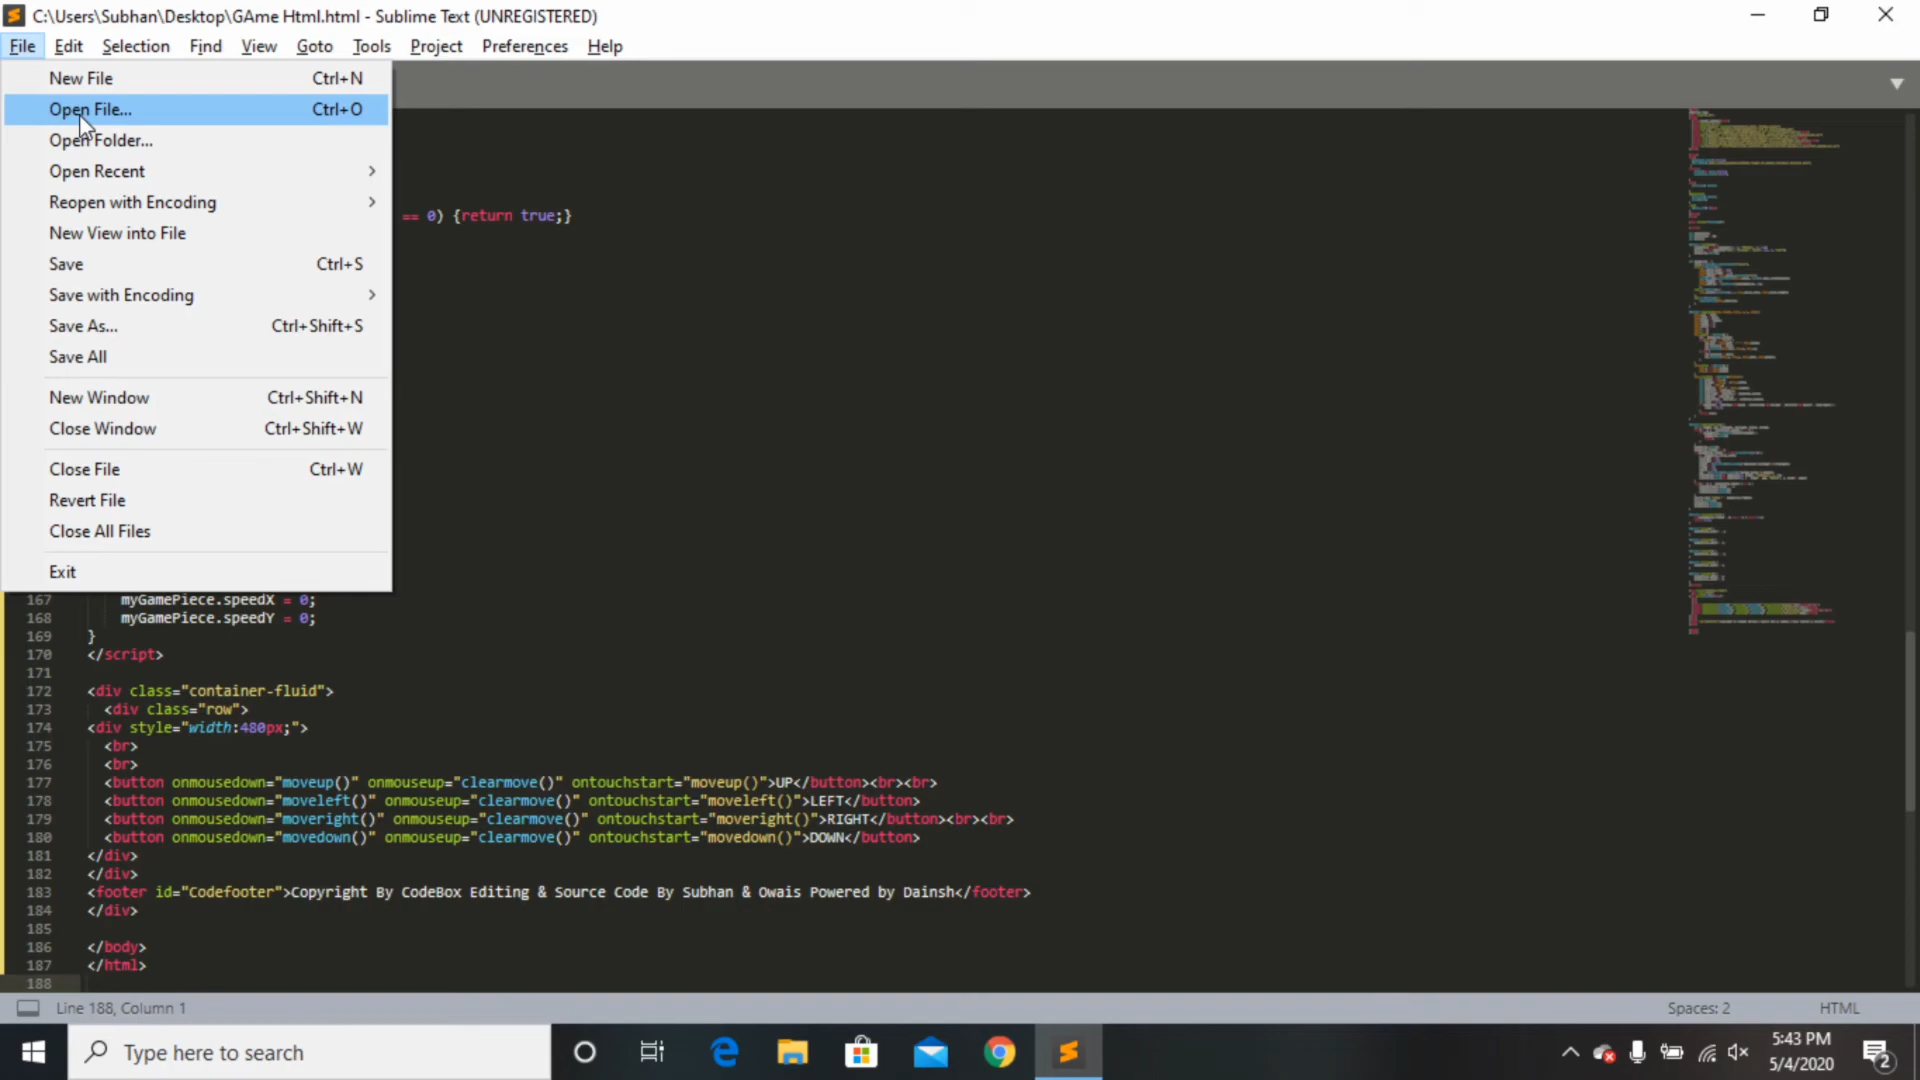 C:\Users\Subhan\Desktop\GAme Html.html - Sublime Text (UNREGISTERED)
File Edit Selection Find View Goto Tools Project Preferences Help
New File Ctrl+N
Open File... Ctrl+O
Open Folder...
Open Recent
Reopen with Encoding
== 0) {return true;}
New View into File
Save Ctrl+S
Save with Encoding
Save As... Ctrl+Shift+S
Save All
New Window Ctrl+Shift+N
Close Window Ctrl+Shift+W
Close File Ctrl+W
Revert File
Close All Files
Exit
167 myGamePiece.speedX = 0;
168 myGamePiece.speedY = 0;
169 }
170 </script>
171
172 <div class="container-fluid">
173 <div class="row">
174 <div style="width:480px;">
175 <br>
176 <br>
177 <button onmousedown="moveup()" onmouseup="clearmove()" ontouchstart="moveup()">UP</button><br><br>
178 <button onmousedown="moveleft()" onmouseup="clearmove()" ontouchstart="moveleft()">LEFT</button>
179 <button onmousedown="moveright()" onmouseup="clearmove()" ontouchstart="moveright()">RIGHT</button><br><br>
180 <button onmousedown="movedown()" onmouseup="clearmove()" ontouchstart="movedown()">DOWN</button>
181 </div>
182 </div>
183 <footer id="Codefooter">Copyright By CodeBox Editing & Source Code By Subhan & Owais Powered by Dainsh</footer>
184 </div>
185
186 </body>
187 </html>
188
Line 188, Column 1 Spaces: 2 HTML
Type here to search
5:43 PM
5/4/2020
2